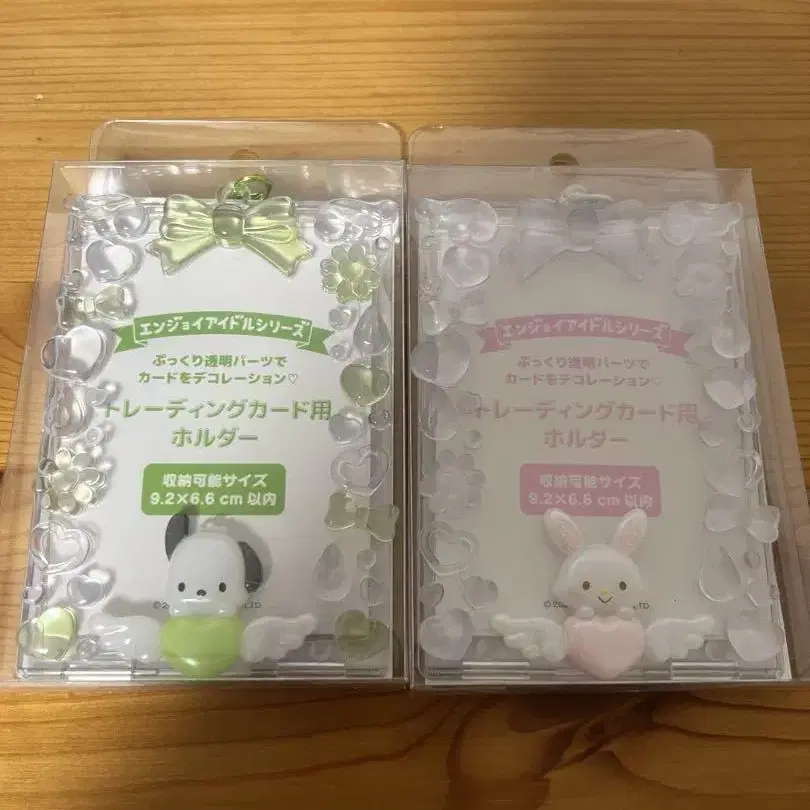 エンジョイアイドルシリーズ
ぷっくり透明パーツで
カードをデコレーション♡
トレーディングカード用
ホルダー
収納可能サイズ
9.2×6.6 cm 以内
エンジョイアイドルシリーズ
ぷっくり透明パーツで
カードをデコレーション♡
トレーディングカード用
ホルダー
収納可能サイズ
9.2×6.6 cm 以内